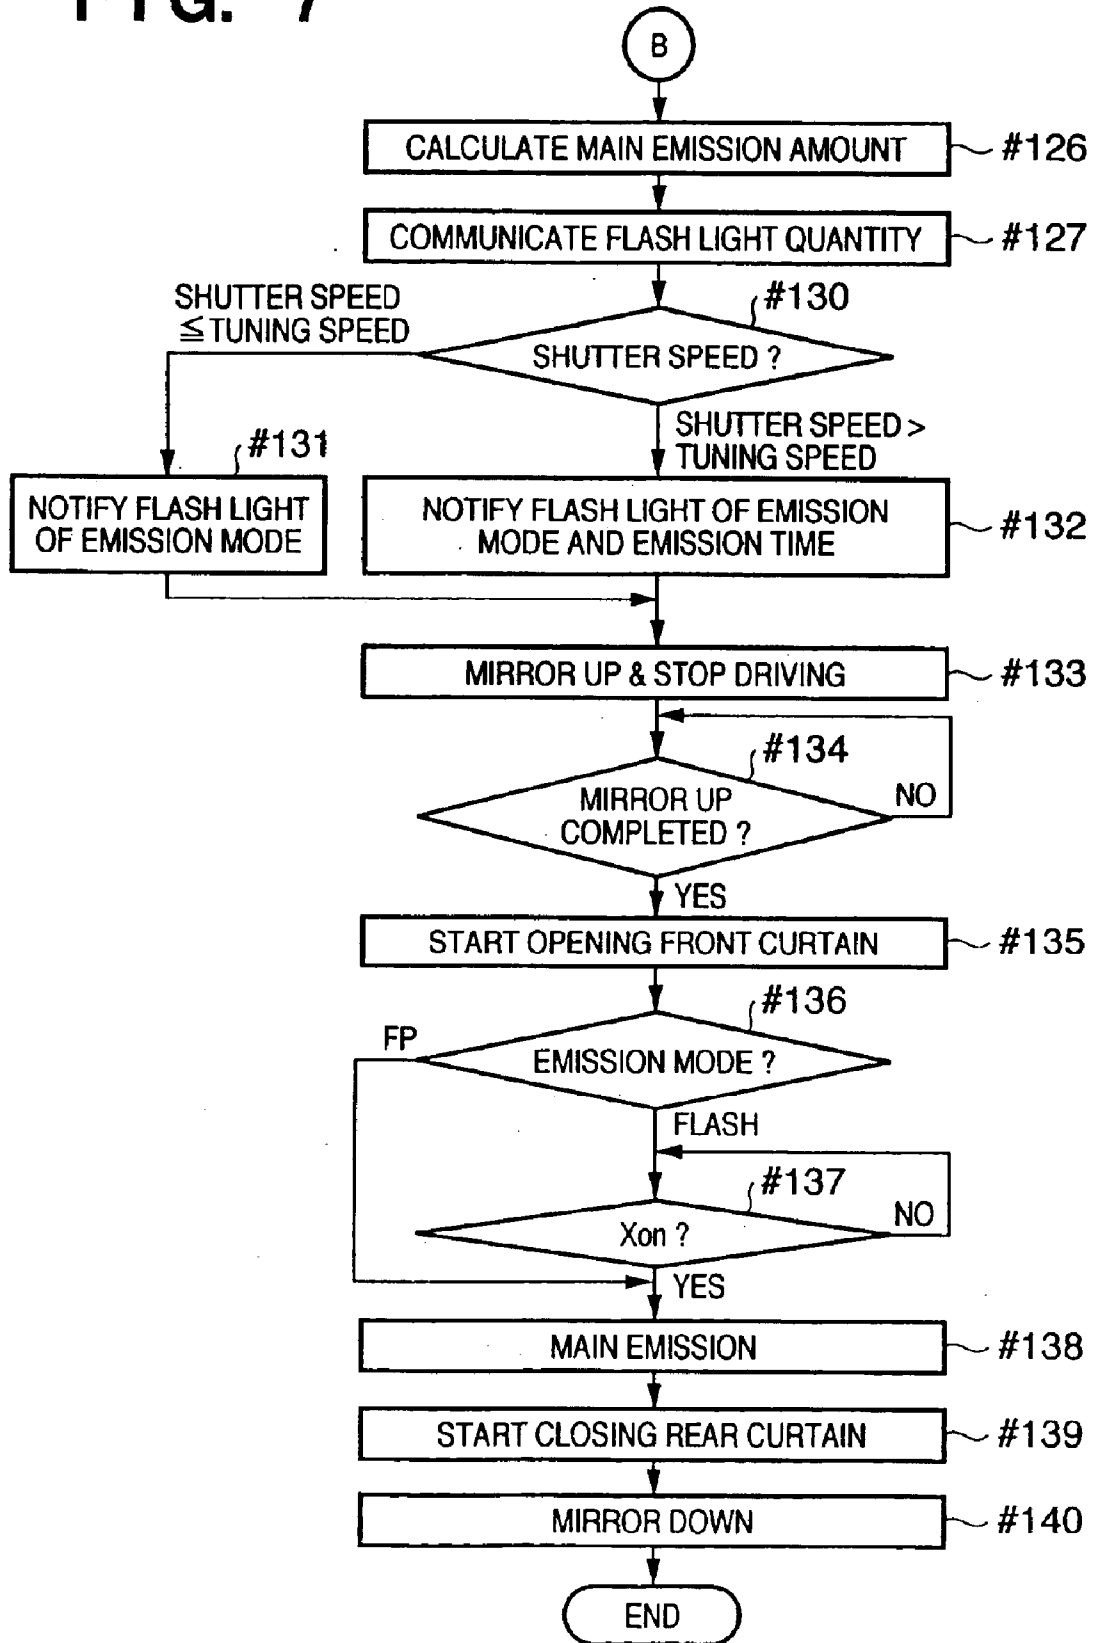 FIG. 7
B
CALCULATE MAIN EMISSION AMOUNT
#126
COMMUNICATE FLASH LIGHT QUANTITY
#127
#130
SHUTTER SPEED
≦TUNING SPEED
SHUTTER SPEED ?
SHUTTER SPEED >
TUNING SPEED
#131
NOTIFY FLASH LIGHT
OF EMISSION MODE
NOTIFY FLASH LIGHT OF EMISSION
MODE AND EMISSION TIME
#132
MIRROR UP & STOP DRIVING
#133
#134
MIRROR UP
COMPLETED ?
NO
YES
START OPENING FRONT CURTAIN
#135
#136
FP
EMISSION MODE ?
FLASH
#137
Xon ?
NO
YES
MAIN EMISSION
#138
START CLOSING REAR CURTAIN
#139
MIRROR DOWN
#140
END